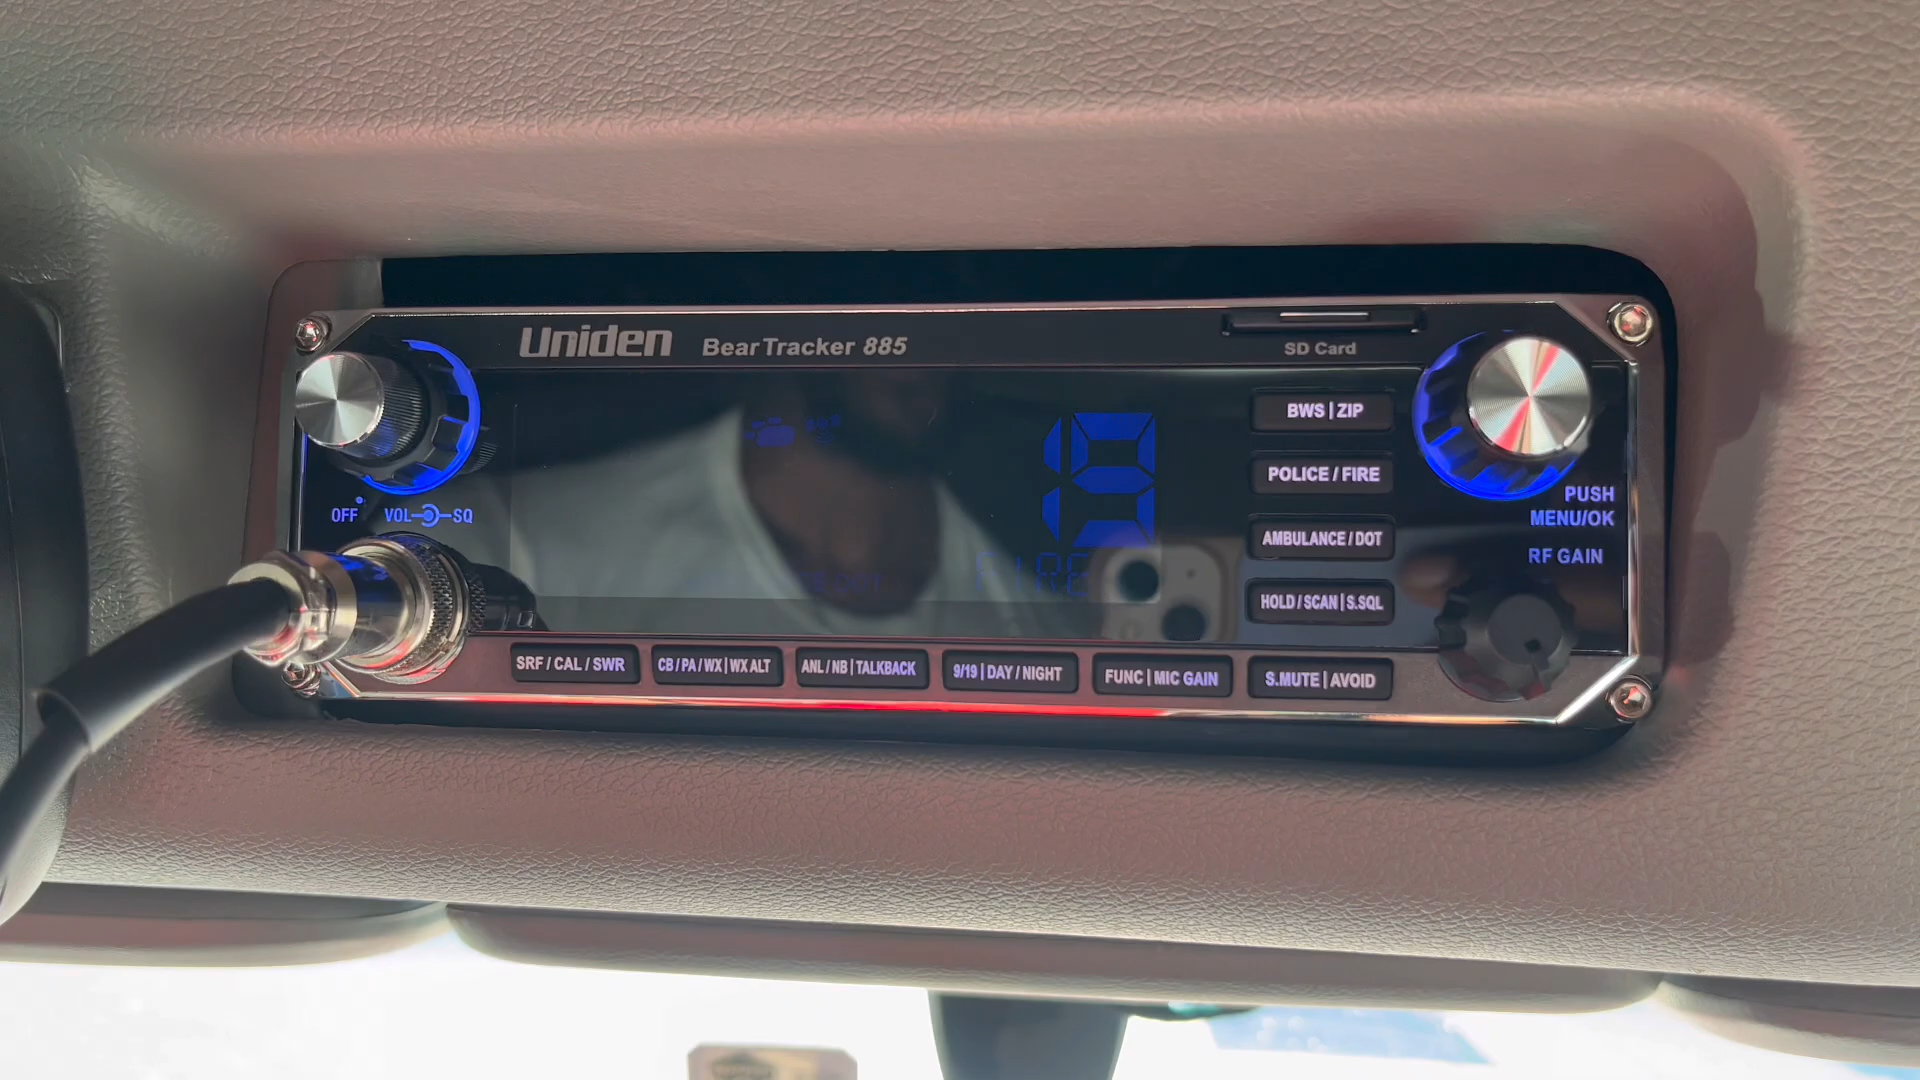 Uniden BearTracker 885
SD Card
BWS | ZIP
19
POLICE / FIRE
PUSH
MENU/OK
OFF VOL SQ
AMBULANCE / DOT
RF GAIN
FIRE
HOLD / SCAN | S.SQL
SRF / CAL / SWR
CB / PA / WX | WX ALT
ANL / NB | TALKBACK
9/19 | DAY / NIGHT
FUNC | MIC GAIN
S.MUTE | AVOID